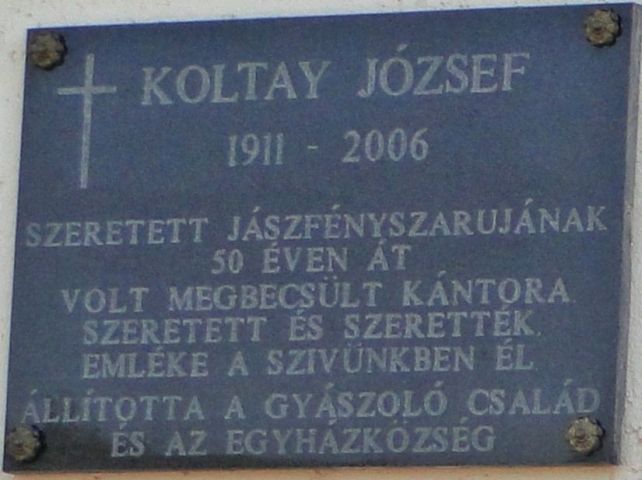 KOLTAY JÓZSEF
1911 - 2006
SZERETETT JÁSZFÉNYSZARUJÁNAK
50 ÉVEN ÁT
VOLT MEGBECSÜLT KÁNTORA.
SZERETETT ÉS SZERETTÉK.
EMLÉKE A SZIVÜNKBEN ÉL
ÁLLÍTOTTA A GYÁSZOLÓ CSALÁD
ÉS AZ EGYHÁZKÖZSÉG